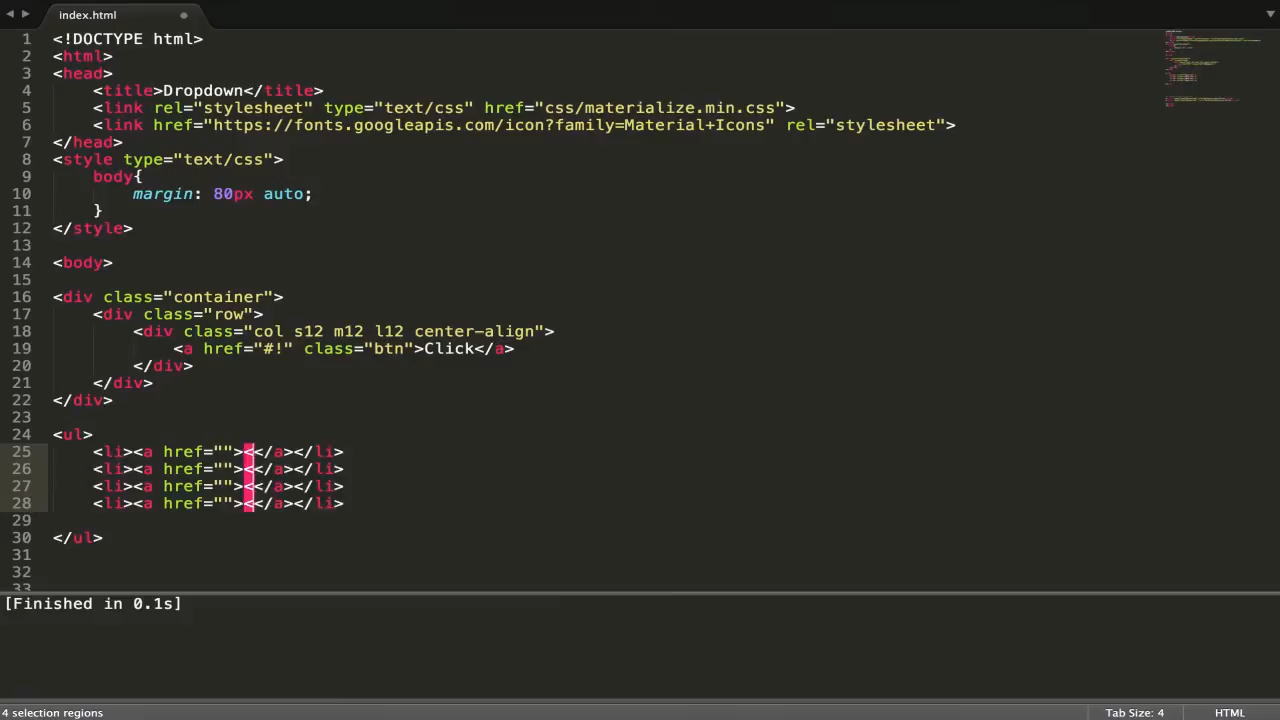 index.html
1 <!DOCTYPE html>
2 <html>
3 <head>
4 <title>Dropdown</title>
5 <link rel="stylesheet" type="text/css" href="css/materialize.min.css">
6 <link href="https://fonts.googleapis.com/icon?family=Material+Icons" rel="stylesheet">
7 </head>
8 <style type="text/css">
9 body{
10 margin: 80px auto;
11 }
12 </style>
13
14 <body>
15
16 <div class="container">
17 <div class="row">
18 <div class="col s12 m12 l12 center-align">
19 <a href="#!" class="btn">Click</a>
20 </div>
21 </div>
22 </div>
23
24 <ul>
25 <li><a href=""><</a></li>
26 <li><a href=""><</a></li>
27 <li><a href=""><</a></li>
28 <li><a href=""><</a></li>
29
30 </ul>
31
32
33
[Finished in 0.1s]
4 selection regions Tab Size: 4 HTML